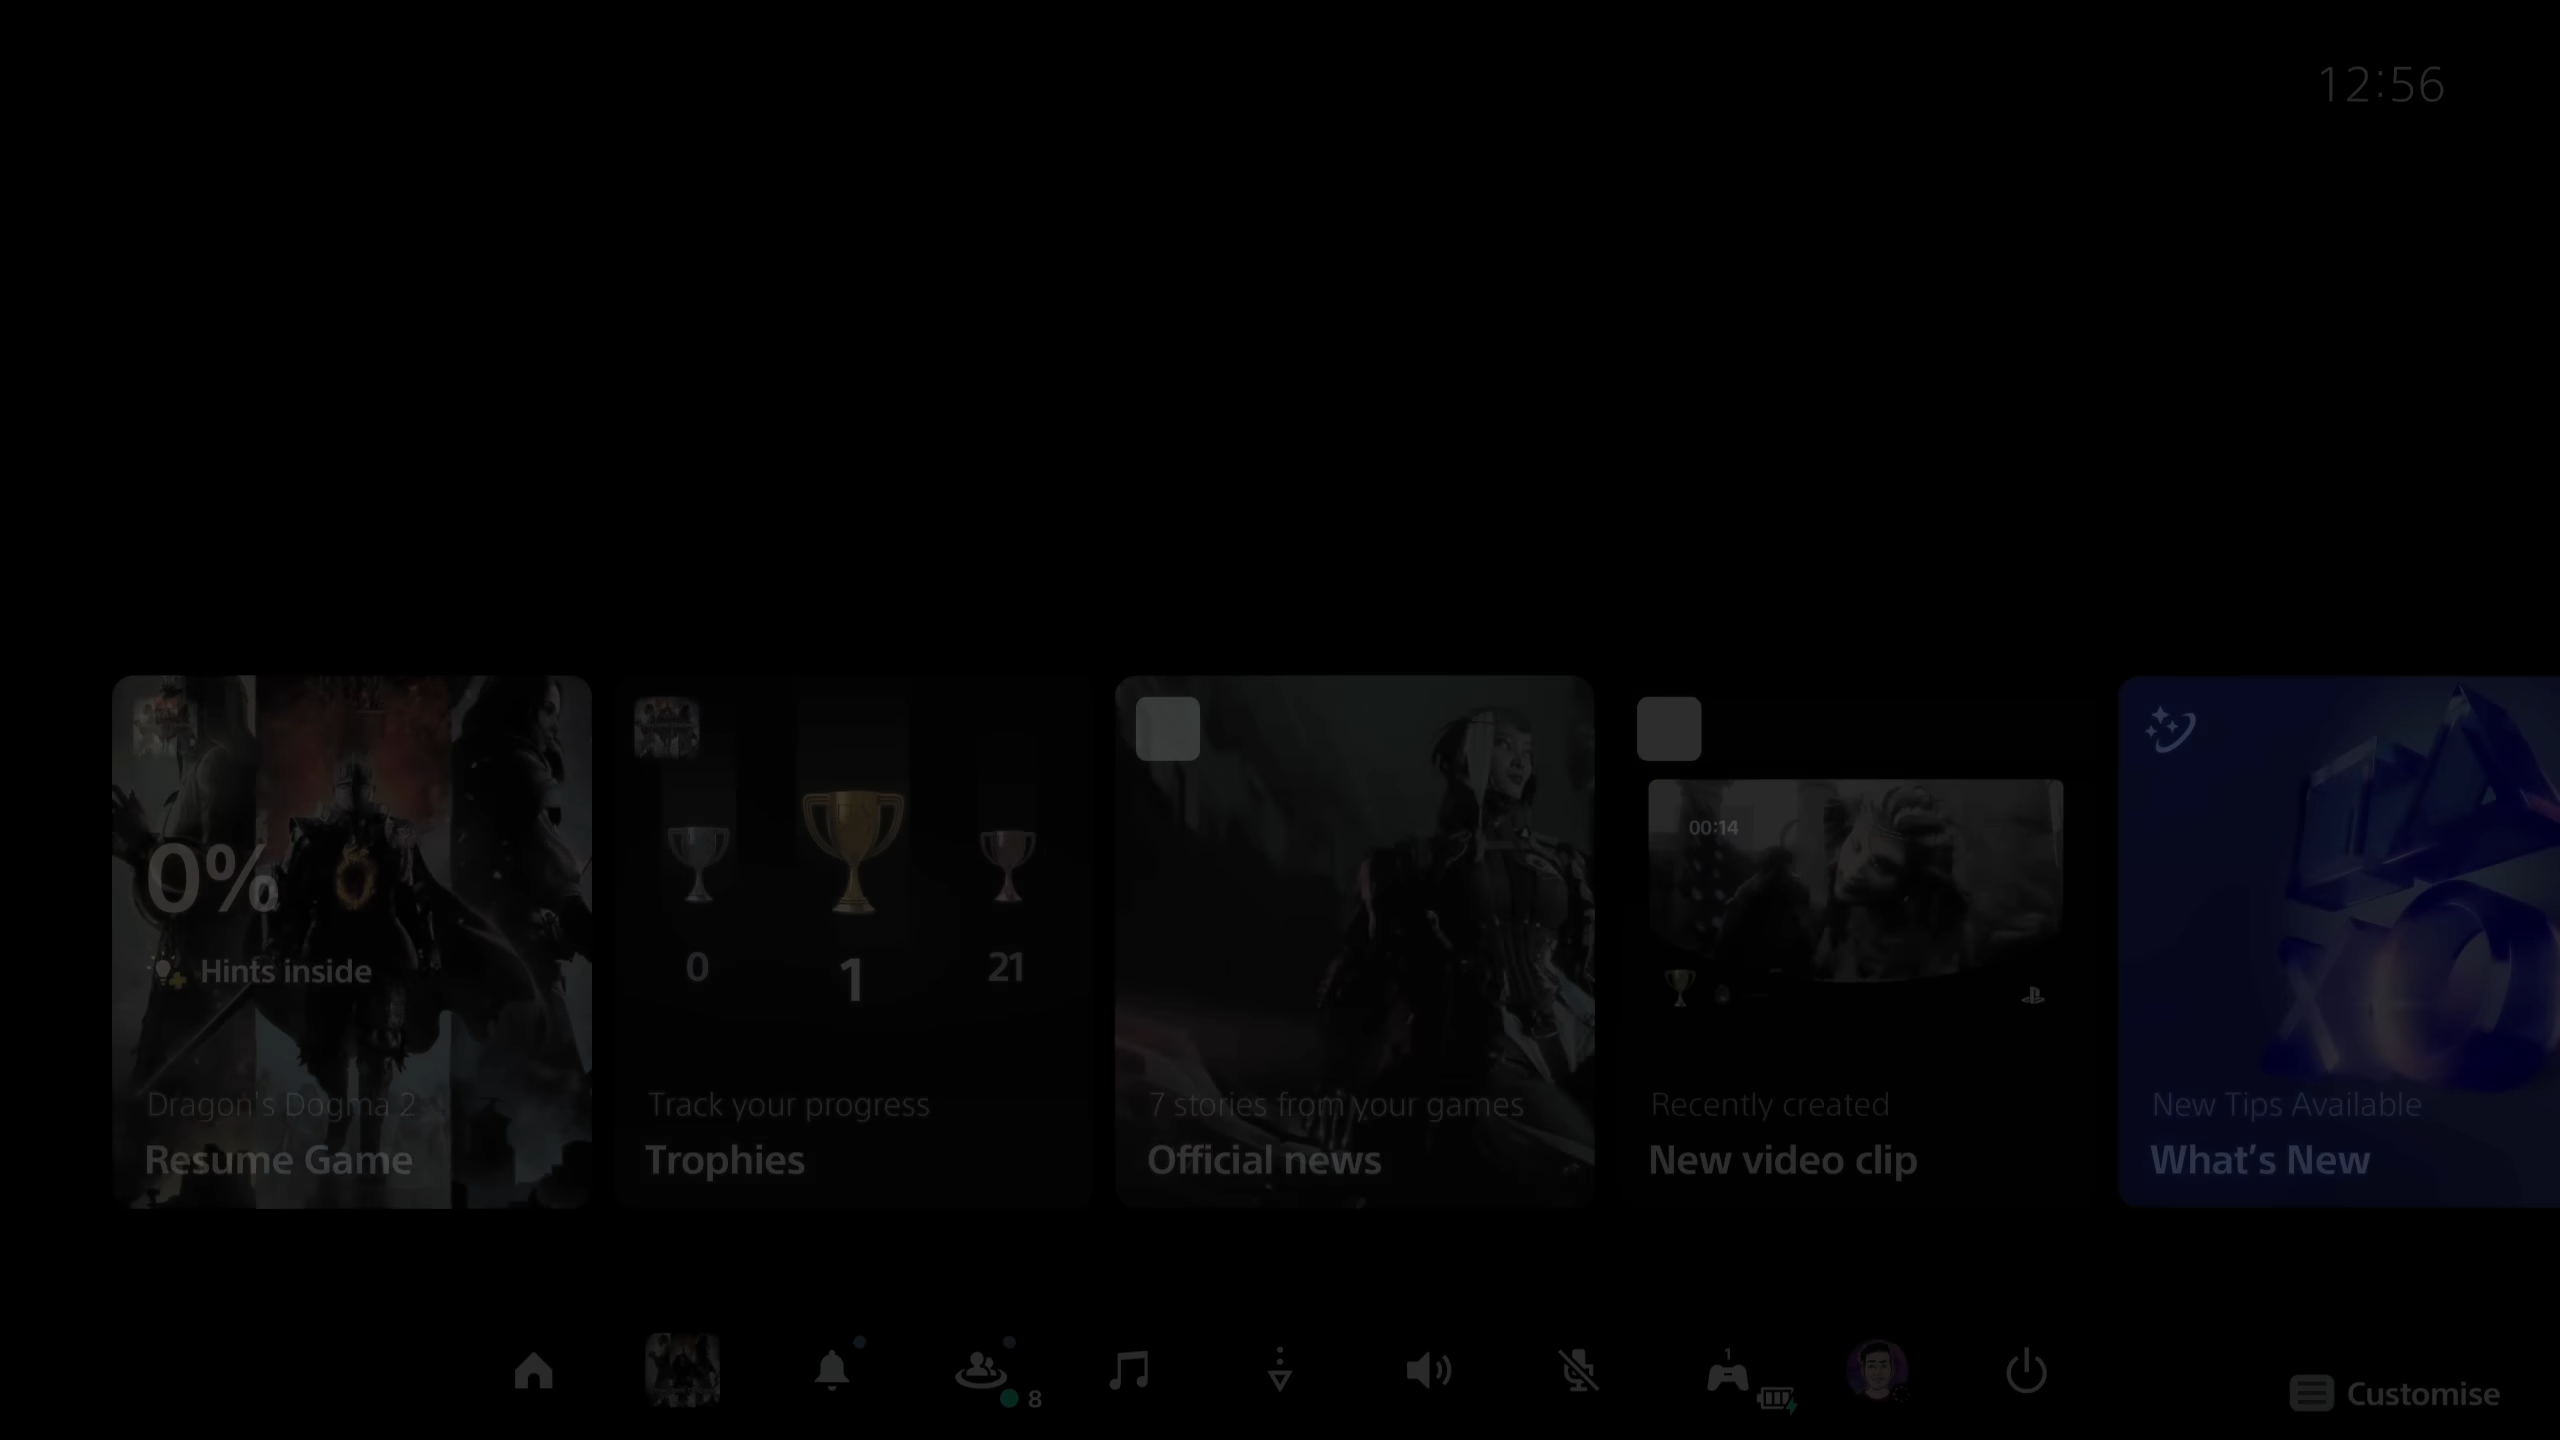 12:56
0%
Hints inside
Dragon's Dogma 2
Resume Game
0
1
21
Track your progress
Trophies
7 stories from your games
Official news
00:14
Recently created
New video clip
New Tips Available
What's New
8
1
Customise